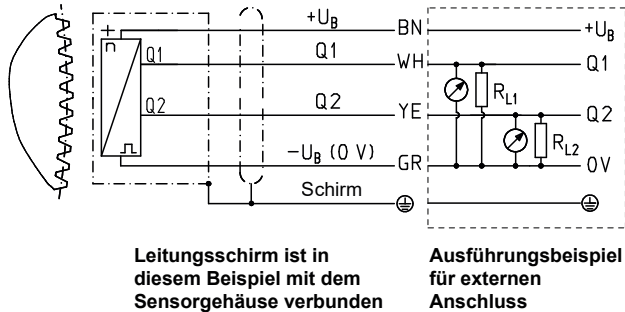 +U_B BN +U_B
+
n
Q1 Q1 WH Q1
R_L1
Q2 Q2 YE Q2
R_L2
-U_B (0 V) GR 0V
Schirm
Leitungsschirm ist in
diesem Beispiel mit dem
Sensorgehäuse verbunden
Ausführungsbeispiel
für externen
Anschluss